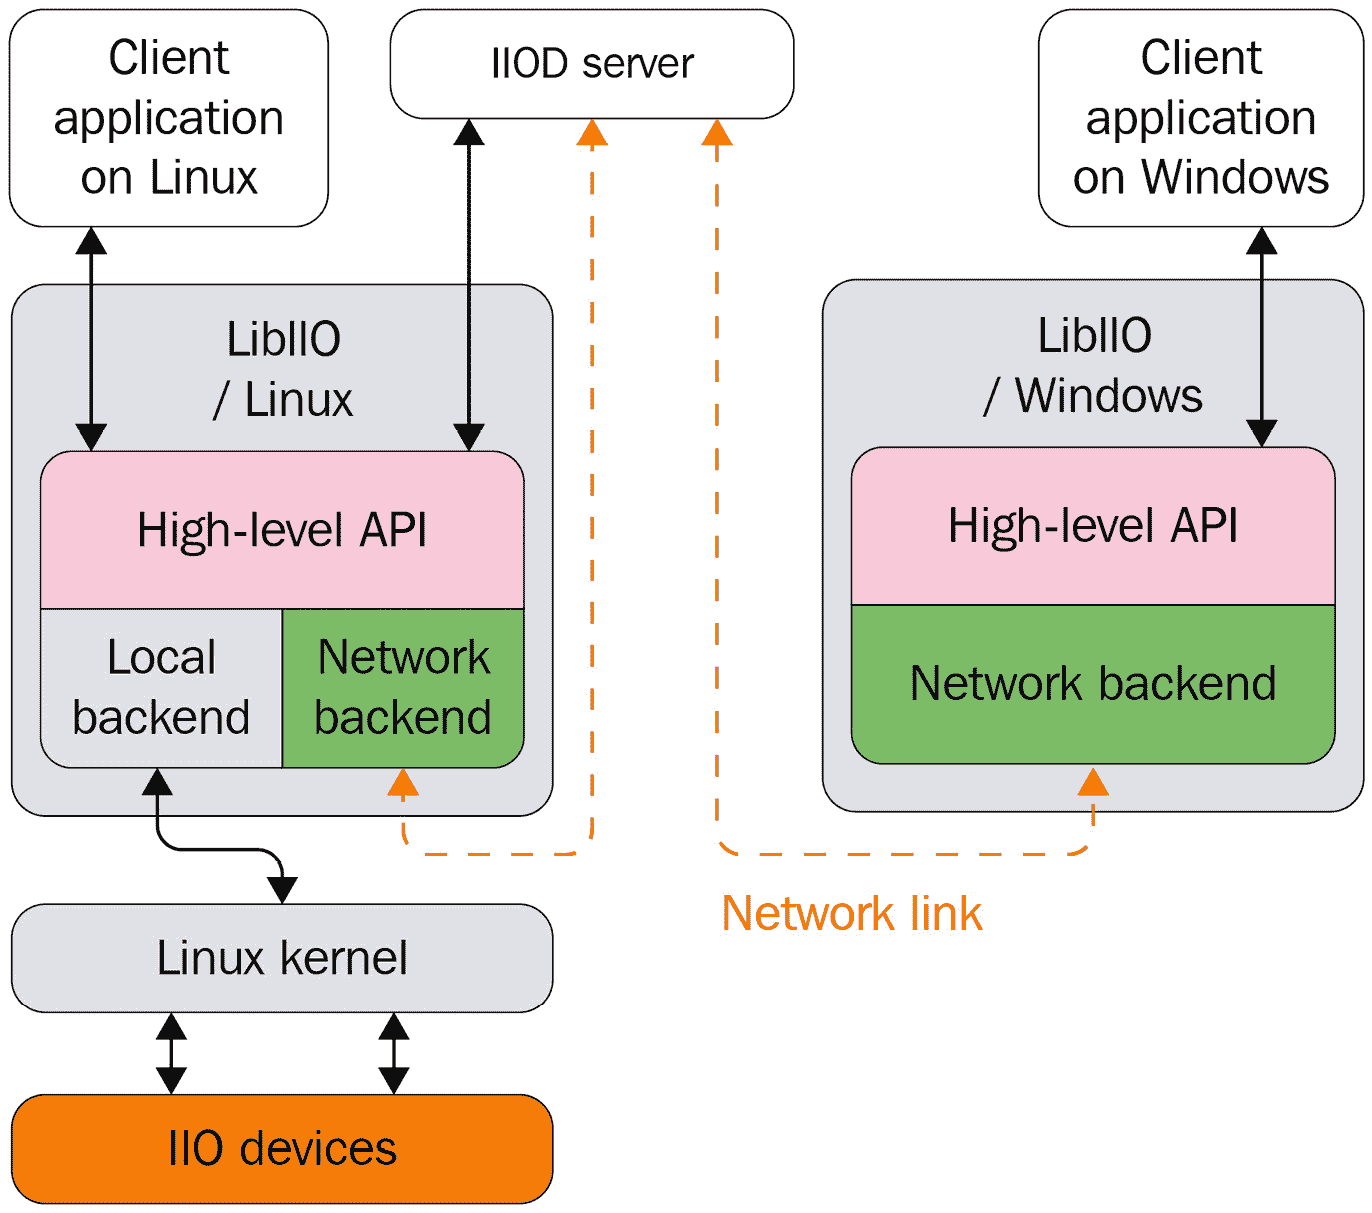 Client
application
on Linux
IIOD server
Client
application
on Windows
LibIIO
/ Linux
LibIIO
/ Windows
High-level API
High-level API
Local
backend
Network
backend
Network backend
Network link
Linux kernel
IIO devices